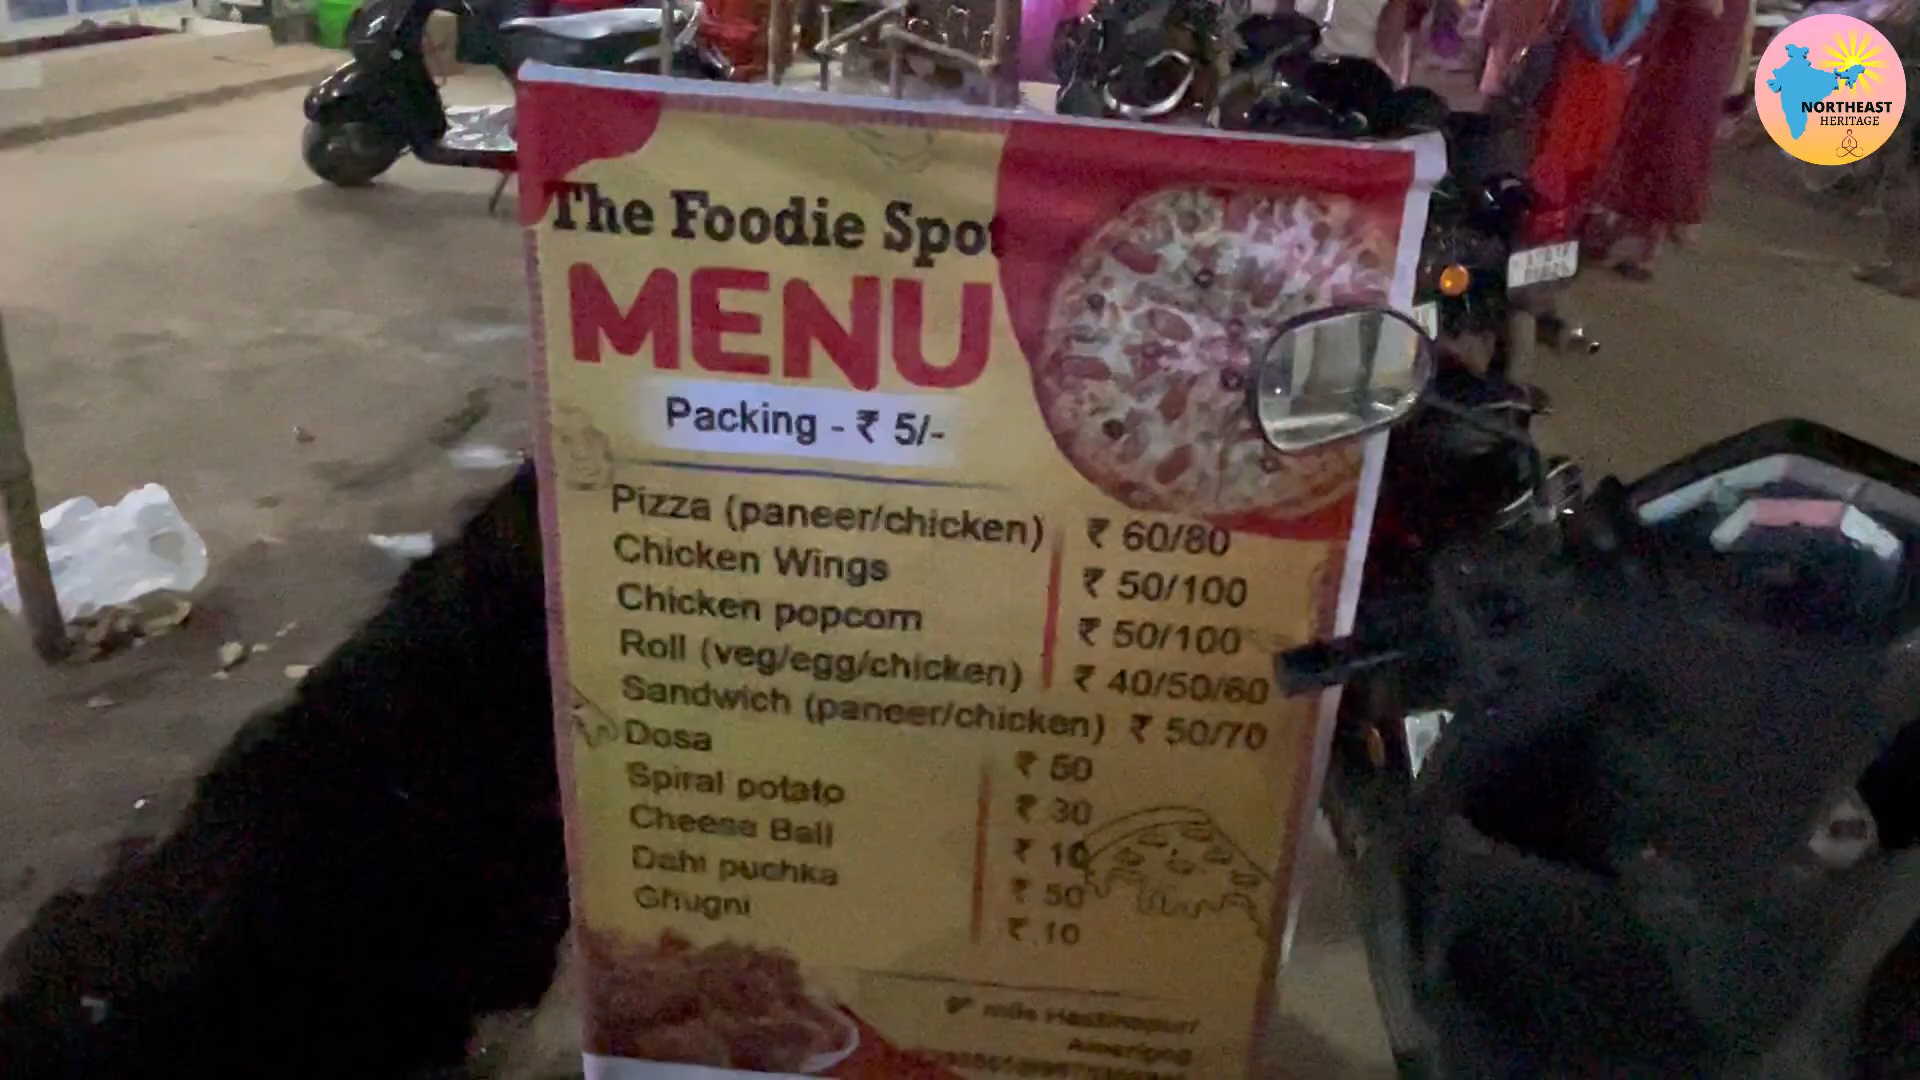 NORTHEAST
HERITAGE
The Foodie Spot
MENU
Packing - ₹ 5/-
Pizza (paneer/chicken) ₹ 60/80
Chicken Wings ₹ 50/100
Chicken popcorn ₹ 50/100
Roll (veg/egg/chicken) ₹ 40/50/60
Sandwich (paneer/chicken) ₹ 50/70
Dosa ₹ 50
Spiral potato ₹ 30
Cheese Ball ₹ 10
Dahi puchka ₹ 50
Ghugni ₹ 10
9th mile Hastinapur/